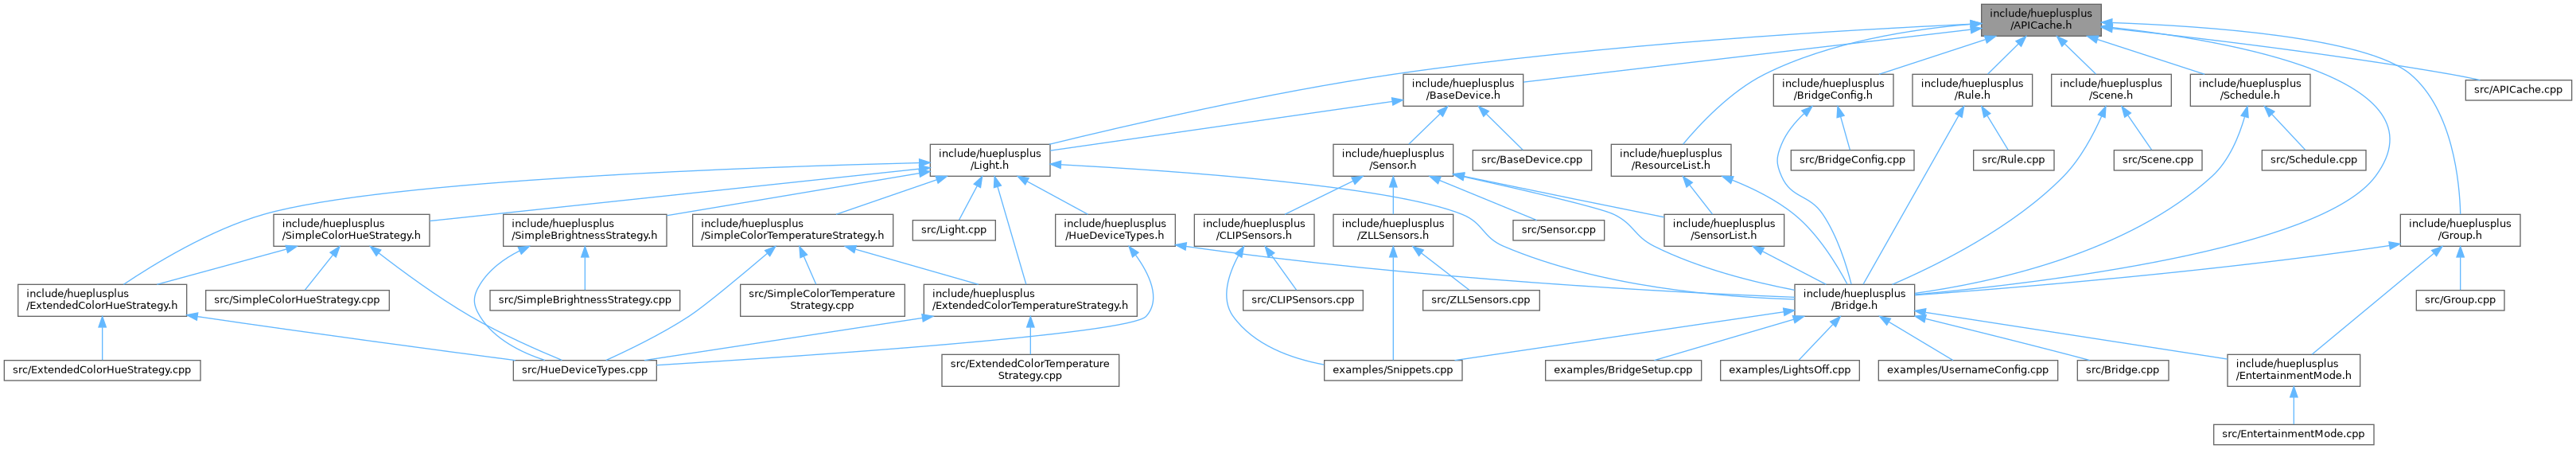 include/hueplusplus
/APICache.h
include/hueplusplus
/BaseDevice.h
include/hueplusplus
/BridgeConfig.h
include/hueplusplus
/Rule.h
include/hueplusplus
/Scene.h
include/hueplusplus
/Schedule.h
src/APICache.cpp
include/hueplusplus
/Light.h
include/hueplusplus
/Sensor.h
src/BaseDevice.cpp
include/hueplusplus
/ResourceList.h
src/BridgeConfig.cpp
src/Rule.cpp
src/Scene.cpp
src/Schedule.cpp
include/hueplusplus
/SimpleColorHueStrategy.h
include/hueplusplus
/SimpleBrightnessStrategy.h
include/hueplusplus
/SimpleColorTemperatureStrategy.h
src/Light.cpp
include/hueplusplus
/HueDeviceTypes.h
include/hueplusplus
/CLIPSensors.h
include/hueplusplus
/ZLLSensors.h
src/Sensor.cpp
include/hueplusplus
/SensorList.h
include/hueplusplus
/Group.h
include/hueplusplus
/ExtendedColorHueStrategy.h
src/SimpleColorHueStrategy.cpp
src/SimpleBrightnessStrategy.cpp
src/SimpleColorTemperature
Strategy.cpp
include/hueplusplus
/ExtendedColorTemperatureStrategy.h
src/CLIPSensors.cpp
src/ZLLSensors.cpp
include/hueplusplus
/Bridge.h
src/Group.cpp
src/ExtendedColorHueStrategy.cpp
src/HueDeviceTypes.cpp
src/ExtendedColorTemperature
Strategy.cpp
examples/Snippets.cpp
examples/BridgeSetup.cpp
examples/LightsOff.cpp
examples/UsernameConfig.cpp
src/Bridge.cpp
include/hueplusplus
/EntertainmentMode.h
src/EntertainmentMode.cpp